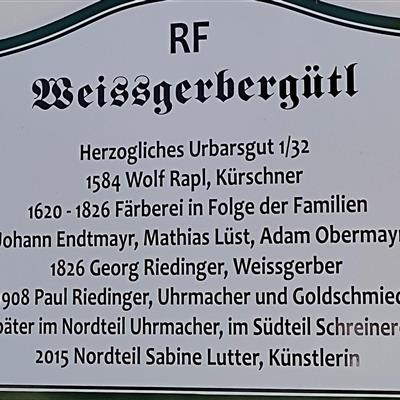 RF
Weissgerbergütl
Herzogliches Urbarsgut 1/32
1584 Wolf Rapl, Kürschner
1620 - 1826 Färberei in Folge der Familien
Johann Endtmayr, Mathias Lüst, Adam Obermayr
1826 Georg Riedinger, Weissgerber
1908 Paul Riedinger, Uhrmacher und Goldschmied
päter im Nordteil Uhrmacher, im Südteil Schreiner
2015 Nordteil Sabine Lutter, Künstlerin